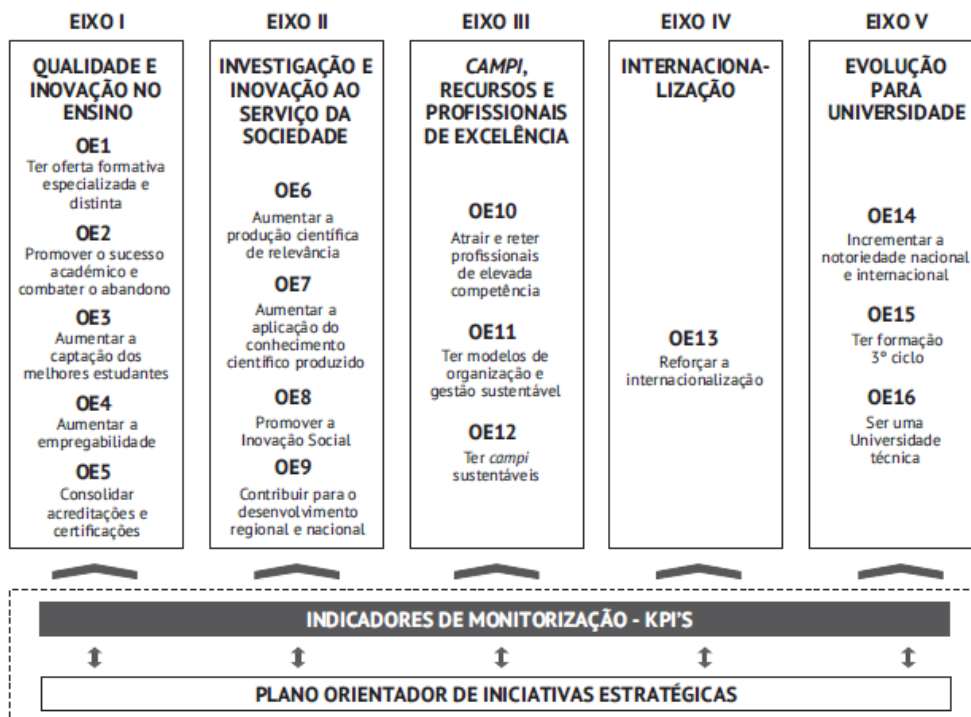 EIXO I
QUALIDADE E
INOVAÇÃO NO
ENSINO
OE1
Ter oferta formativa
especializada e
distinta
OE2
Promover o sucesso
académico e
combater o abandono
OE3
Aumentar a
captação dos
melhores estudantes
OE4
Aumentar a
empregabilidade
OE5
Consolidar
acreditações e
certificações
EIXO II
INVESTIGAÇÃO E
INOVAÇÃO AO
SERVIÇO DA
SOCIEDADE
OE6
Aumentar a
produção científica
de relevância
OE7
Aumentar a
aplicação do
conhecimento
científico produzido
OE8
Promover a
Inovação Social
OE9
Contribuir para o
desenvolvimento
regional e nacional
EIXO III
CAMPI,
RECURSOS E
PROFISSIONAIS
DE EXCELÊNCIA
OE10
Atrair e reter
profissionais
de elevada
competência
OE11
Ter modelos de
organização e
gestão sustentável
OE12
Ter campi
sustentáveis
EIXO IV
INTERNACIONA-
LIZAÇÃO
OE13
Reforçar a
internacionalização
EIXO V
EVOLUÇÃO
PARA
UNIVERSIDADE
OE14
Incrementar a
notoriedade nacional
e internacional
OE15
Ter formação
3º ciclo
OE16
Ser uma
Universidade
técnica
INDICADORES DE MONITORIZAÇÃO - KPI'S
PLANO ORIENTADOR DE INICIATIVAS ESTRATÉGICAS